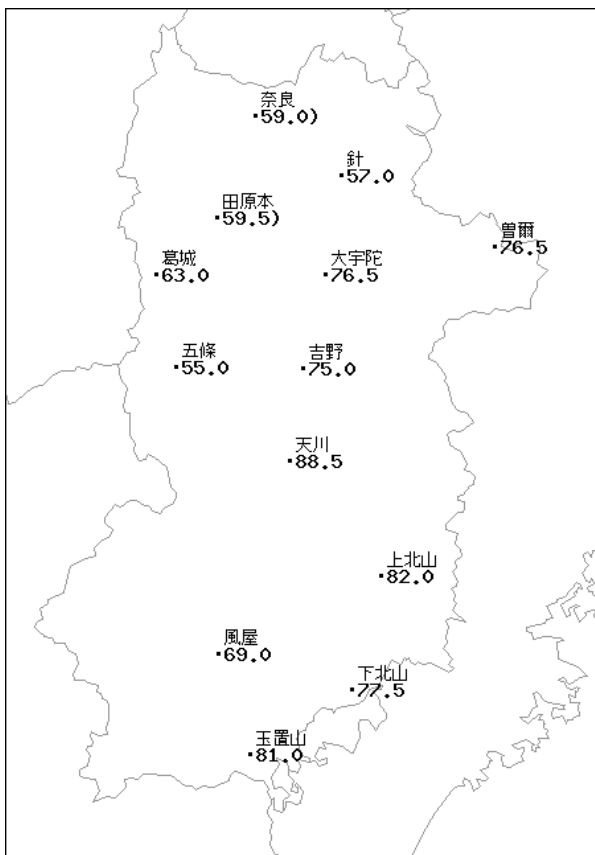 奈良
59.0)
針
57.0
田原本
59.5)
曽爾
76.5
葛城
63.0
大宇陀
76.5
五條
55.0
吉野
75.0
天川
88.5
上北山
82.0
風屋
69.0
下北山
77.5
玉置山
81.0